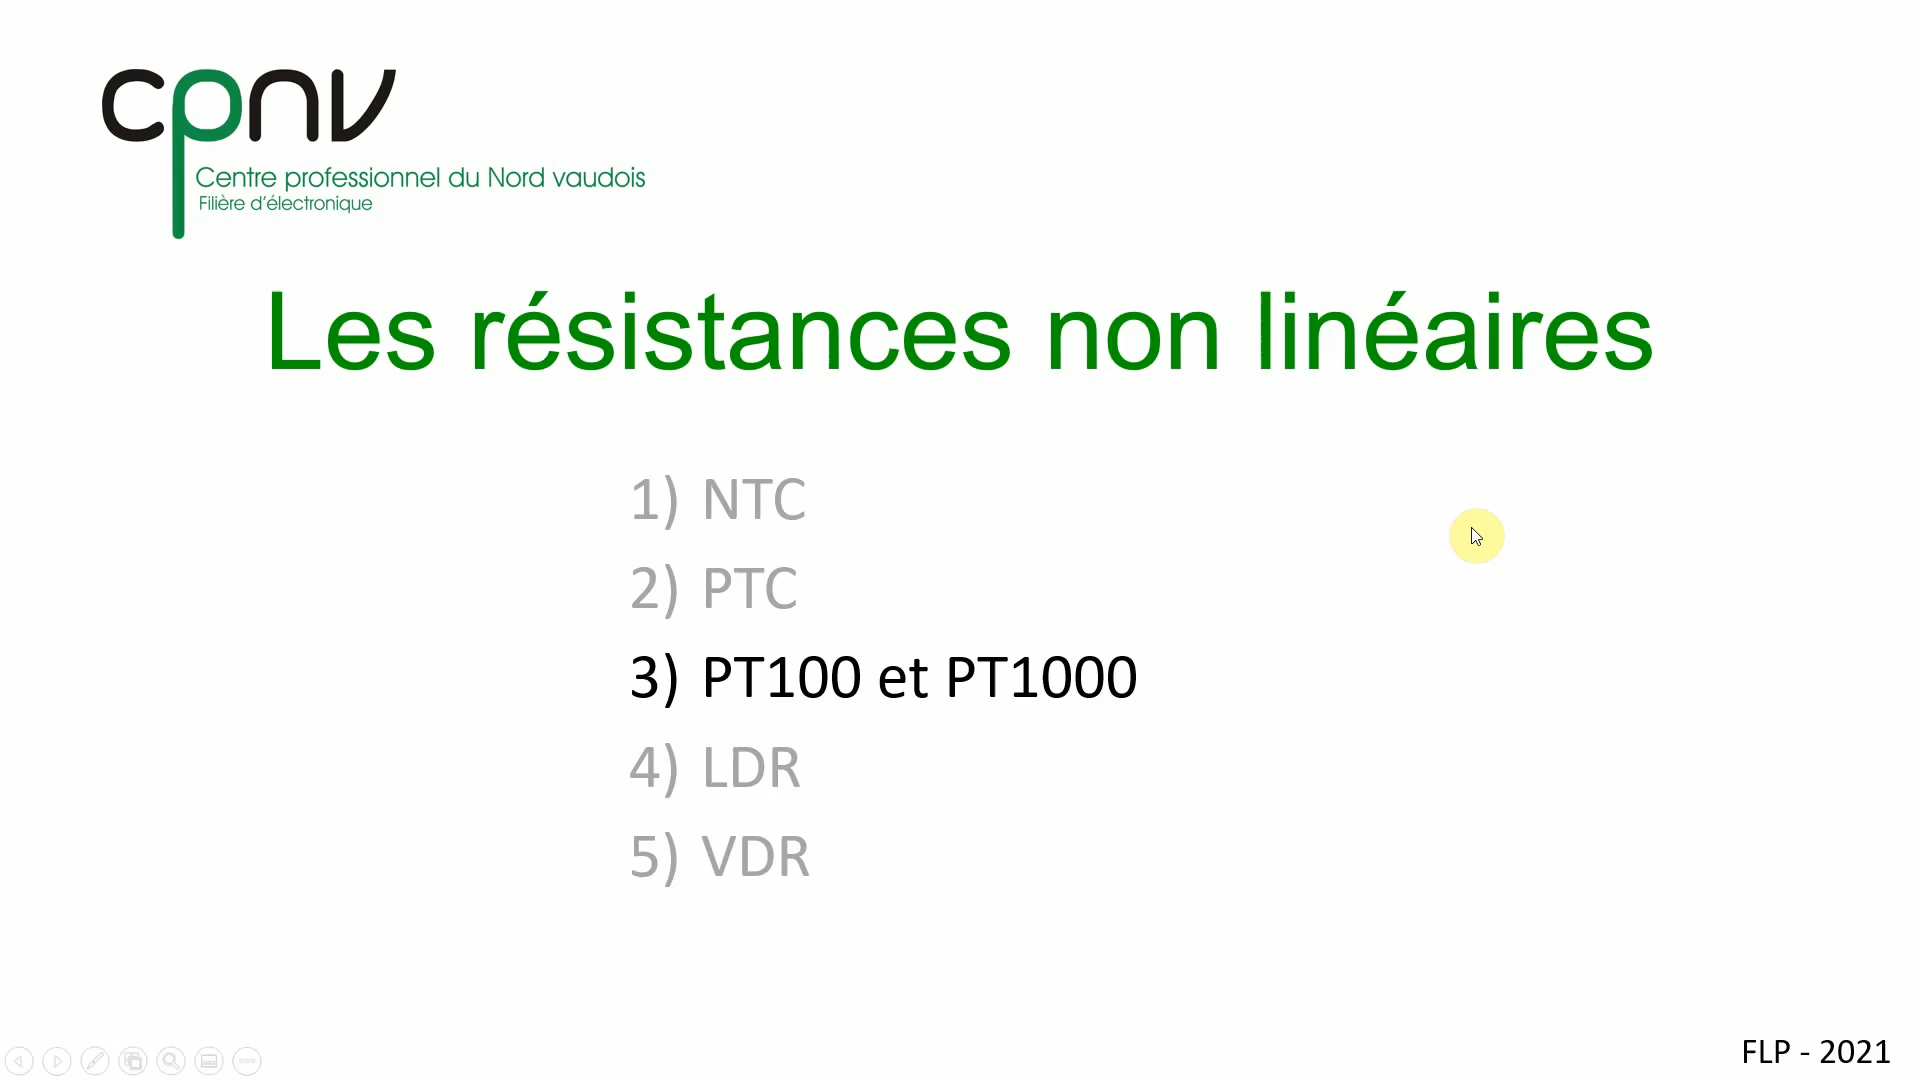 cpnv
Centre professionnel du Nord vaudois
Filière d'électronique
Les résistances non linéaires
1) NTC
2) PTC
3) PT100 et PT1000
4) LDR
5) VDR
FLP - 2021